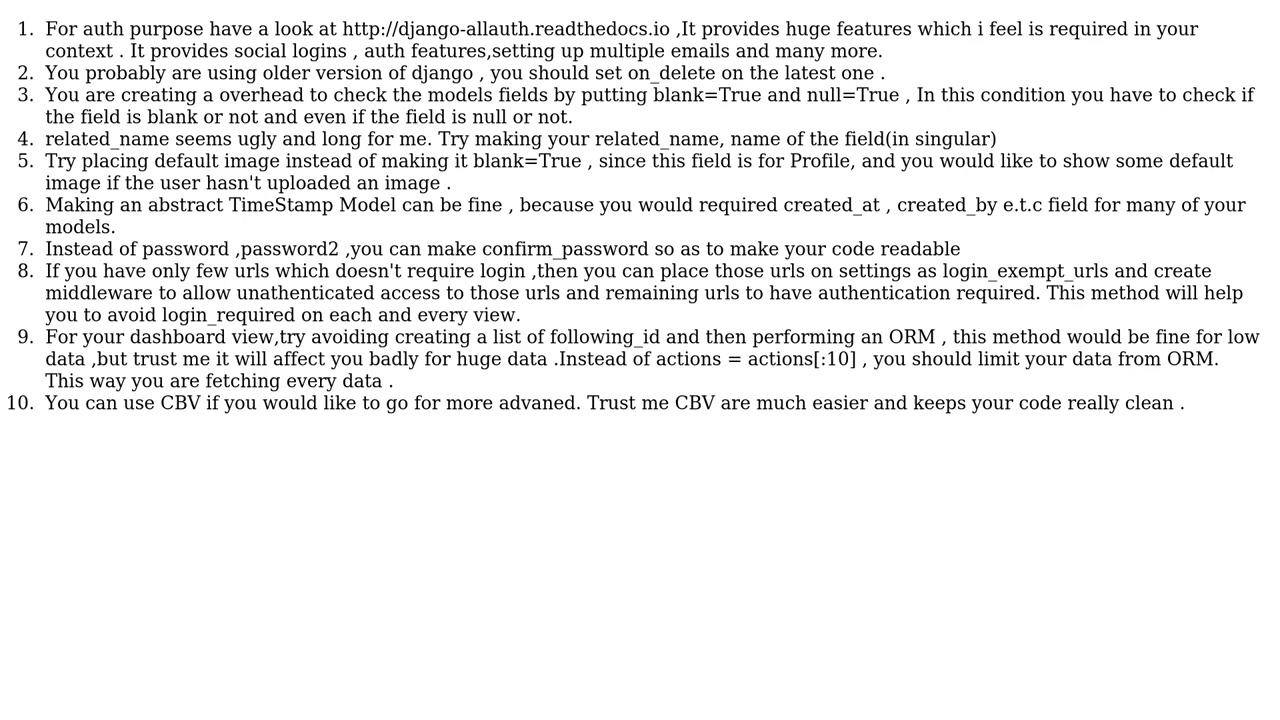 1. For auth purpose have a look at http://django-allauth.readthedocs.io ,It provides huge features which i feel is required in your
context . It provides social logins , auth features,setting up multiple emails and many more.
2. You probably are using older version of django , you should set on_delete on the latest one .
3. You are creating a overhead to check the models fields by putting blank=True and null=True , In this condition you have to check if
the field is blank or not and even if the field is null or not.
4. related_name seems ugly and long for me. Try making your related_name, name of the field(in singular)
5. Try placing default image instead of making it blank=True , since this field is for Profile, and you would like to show some default
image if the user hasn't uploaded an image .
6. Making an abstract TimeStamp Model can be fine , because you would required created_at , created_by e.t.c field for many of your
models.
7. Instead of password ,password2 ,you can make confirm_password so as to make your code readable
8. If you have only few urls which doesn't require login ,then you can place those urls on settings as login_exempt_urls and create
middleware to allow unathenticated access to those urls and remaining urls to have authentication required. This method will help
you to avoid login_required on each and every view.
9. For your dashboard view,try avoiding creating a list of following_id and then performing an ORM , this method would be fine for low
data ,but trust me it will affect you badly for huge data .Instead of actions = actions[:10] , you should limit your data from ORM.
This way you are fetching every data .
10. You can use CBV if you would like to go for more advaned. Trust me CBV are much easier and keeps your code really clean .